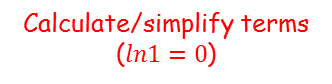 Calculate/simplify terms
(ln1 = 0)